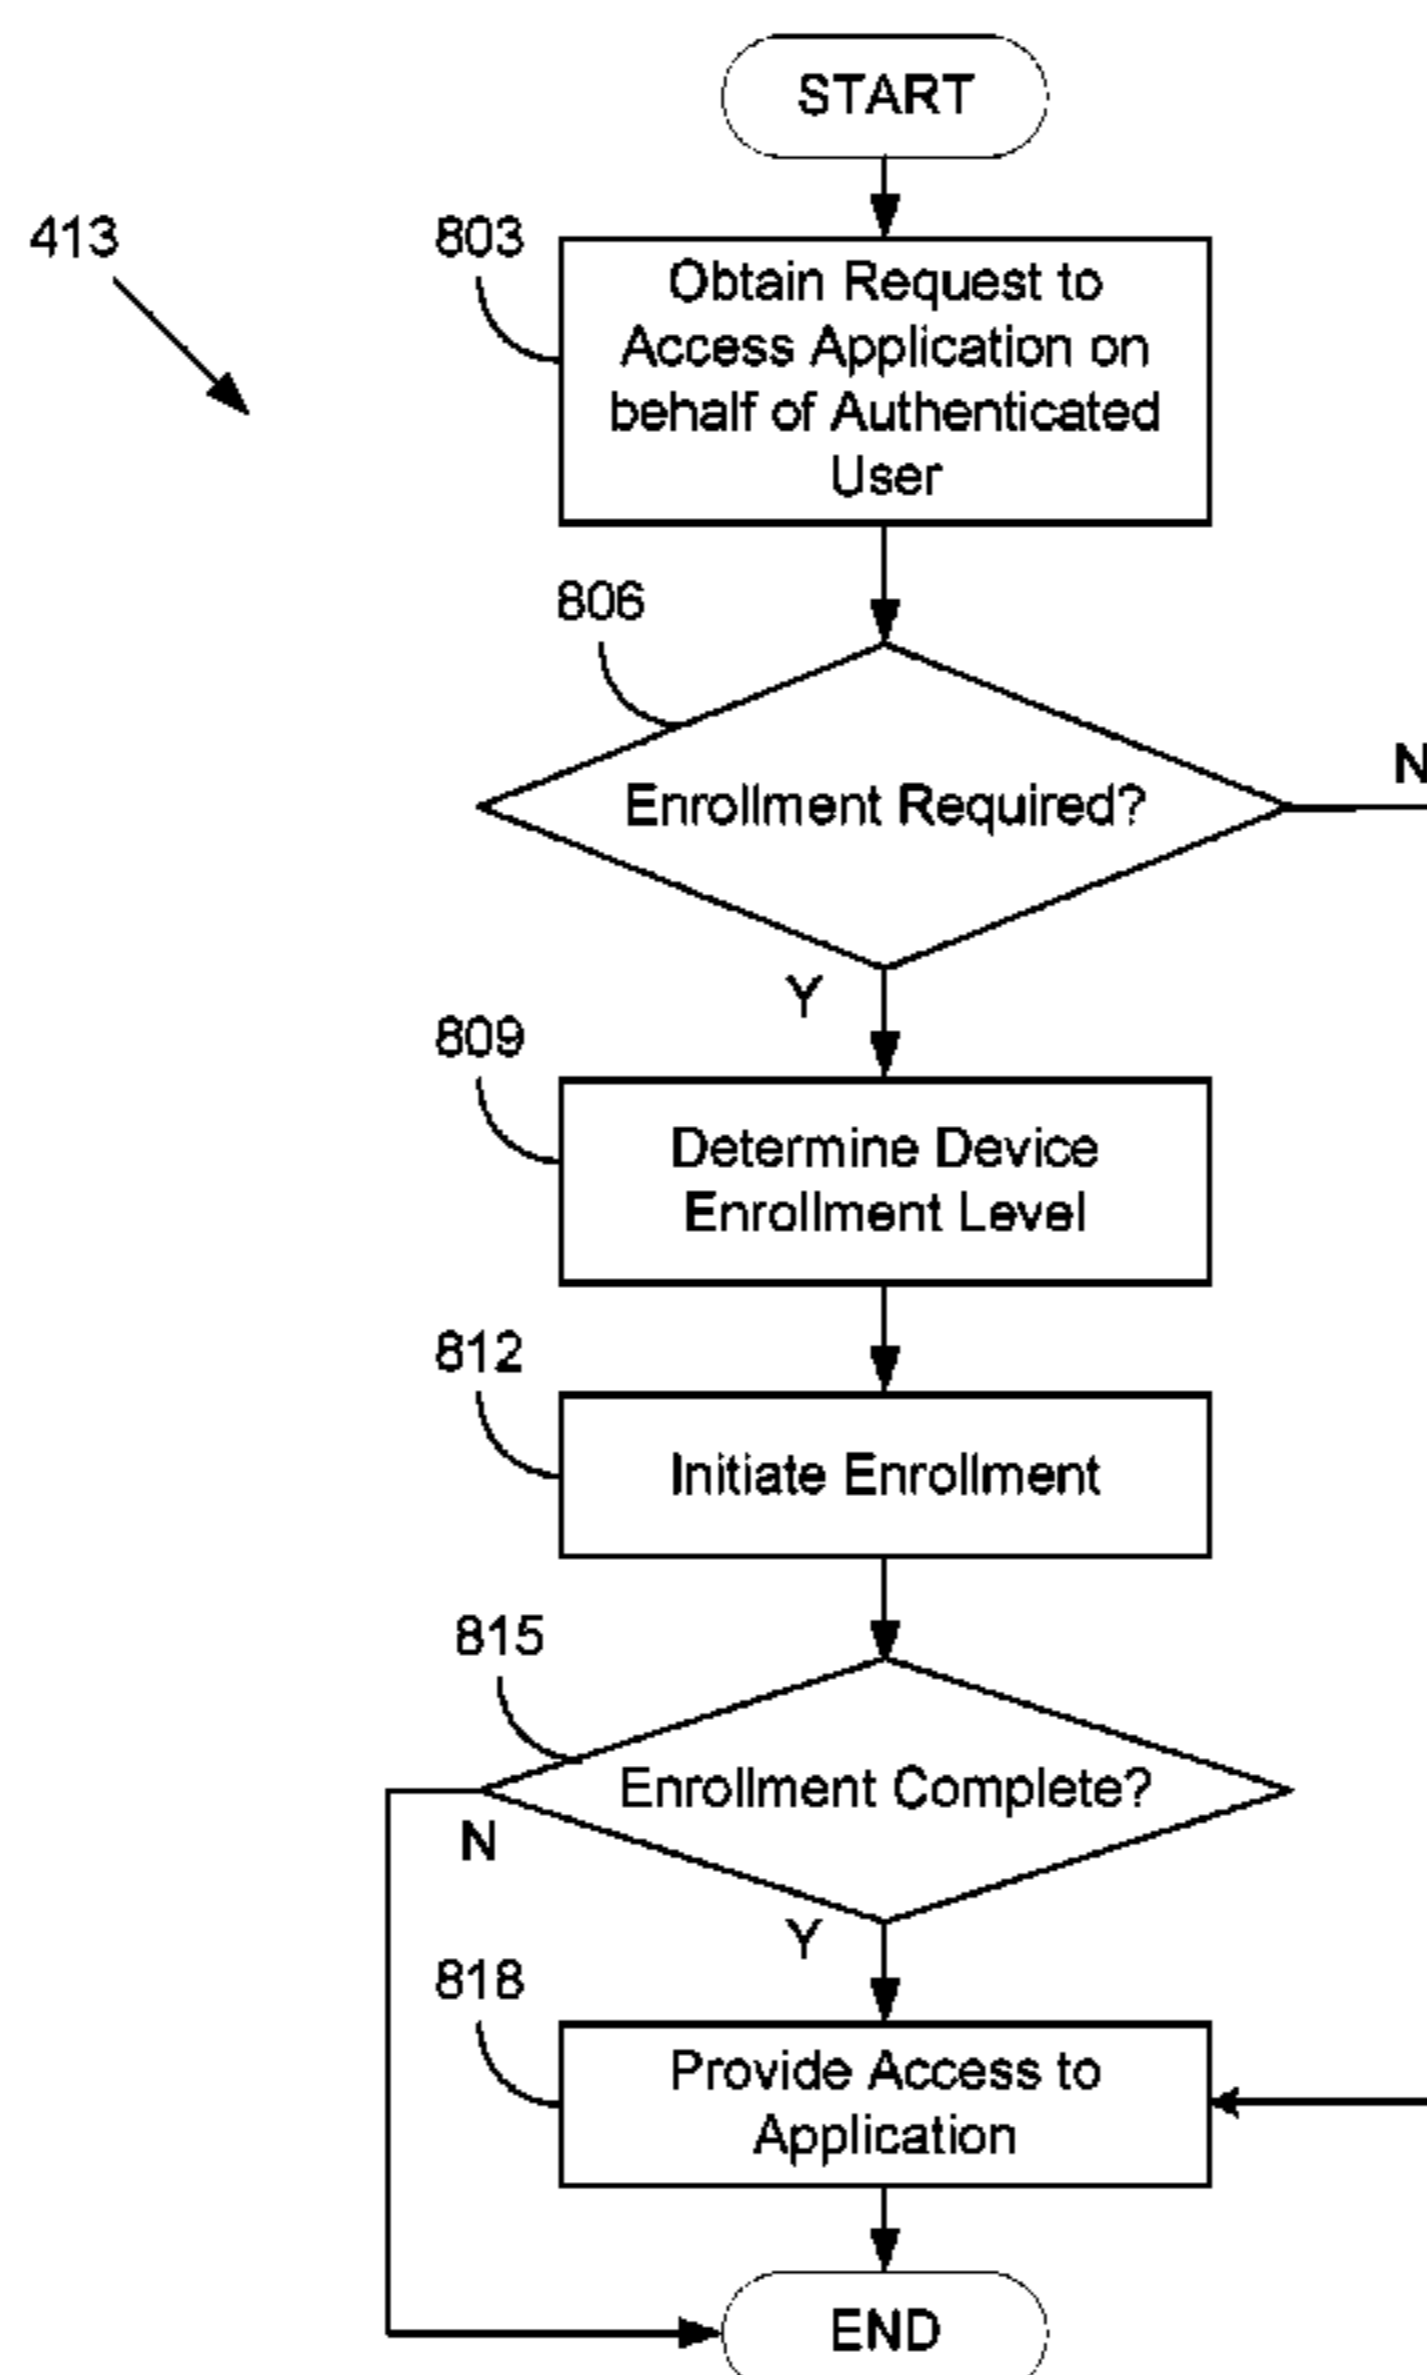 START
413
803
Obtain Request to
Access Application on
behalf of Authenticated
User
806
Enrollment Required?
N
Y
809
Determine Device
Enrollment Level
812
Initiate Enrollment
815
Enrollment Complete?
N
Y
818
Provide Access to
Application
END